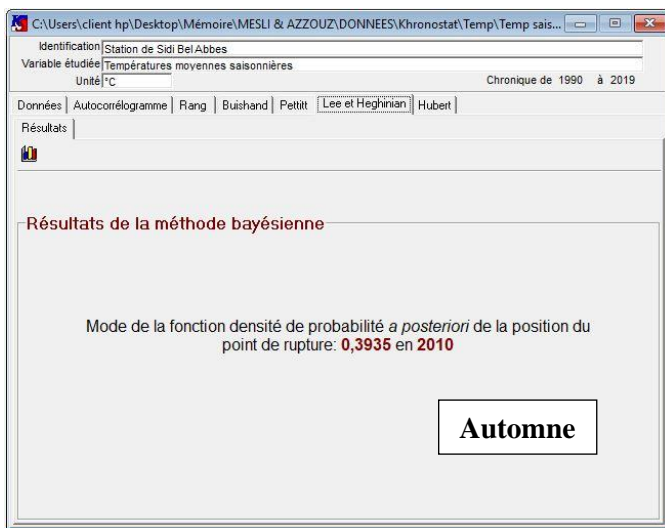 C:\Users\client hp\Desktop\Mémoire\MESLI & AZZOUZ\DONNEES\Khronostat\Temp\Temp sais...
Identification Station de Sidi Bel Abbes
Variable étudiée Températures moyennes saisonnières
Unité °C Chronique de 1990 à 2019
Données Autocorrélogramme Rang Buishand Pettitt Lee et Heghinian Hubert
Résultats
Résultats de la méthode bayésienne
Mode de la fonction densité de probabilité a posteriori de la position du
point de rupture: 0,3935 en 2010
Automne